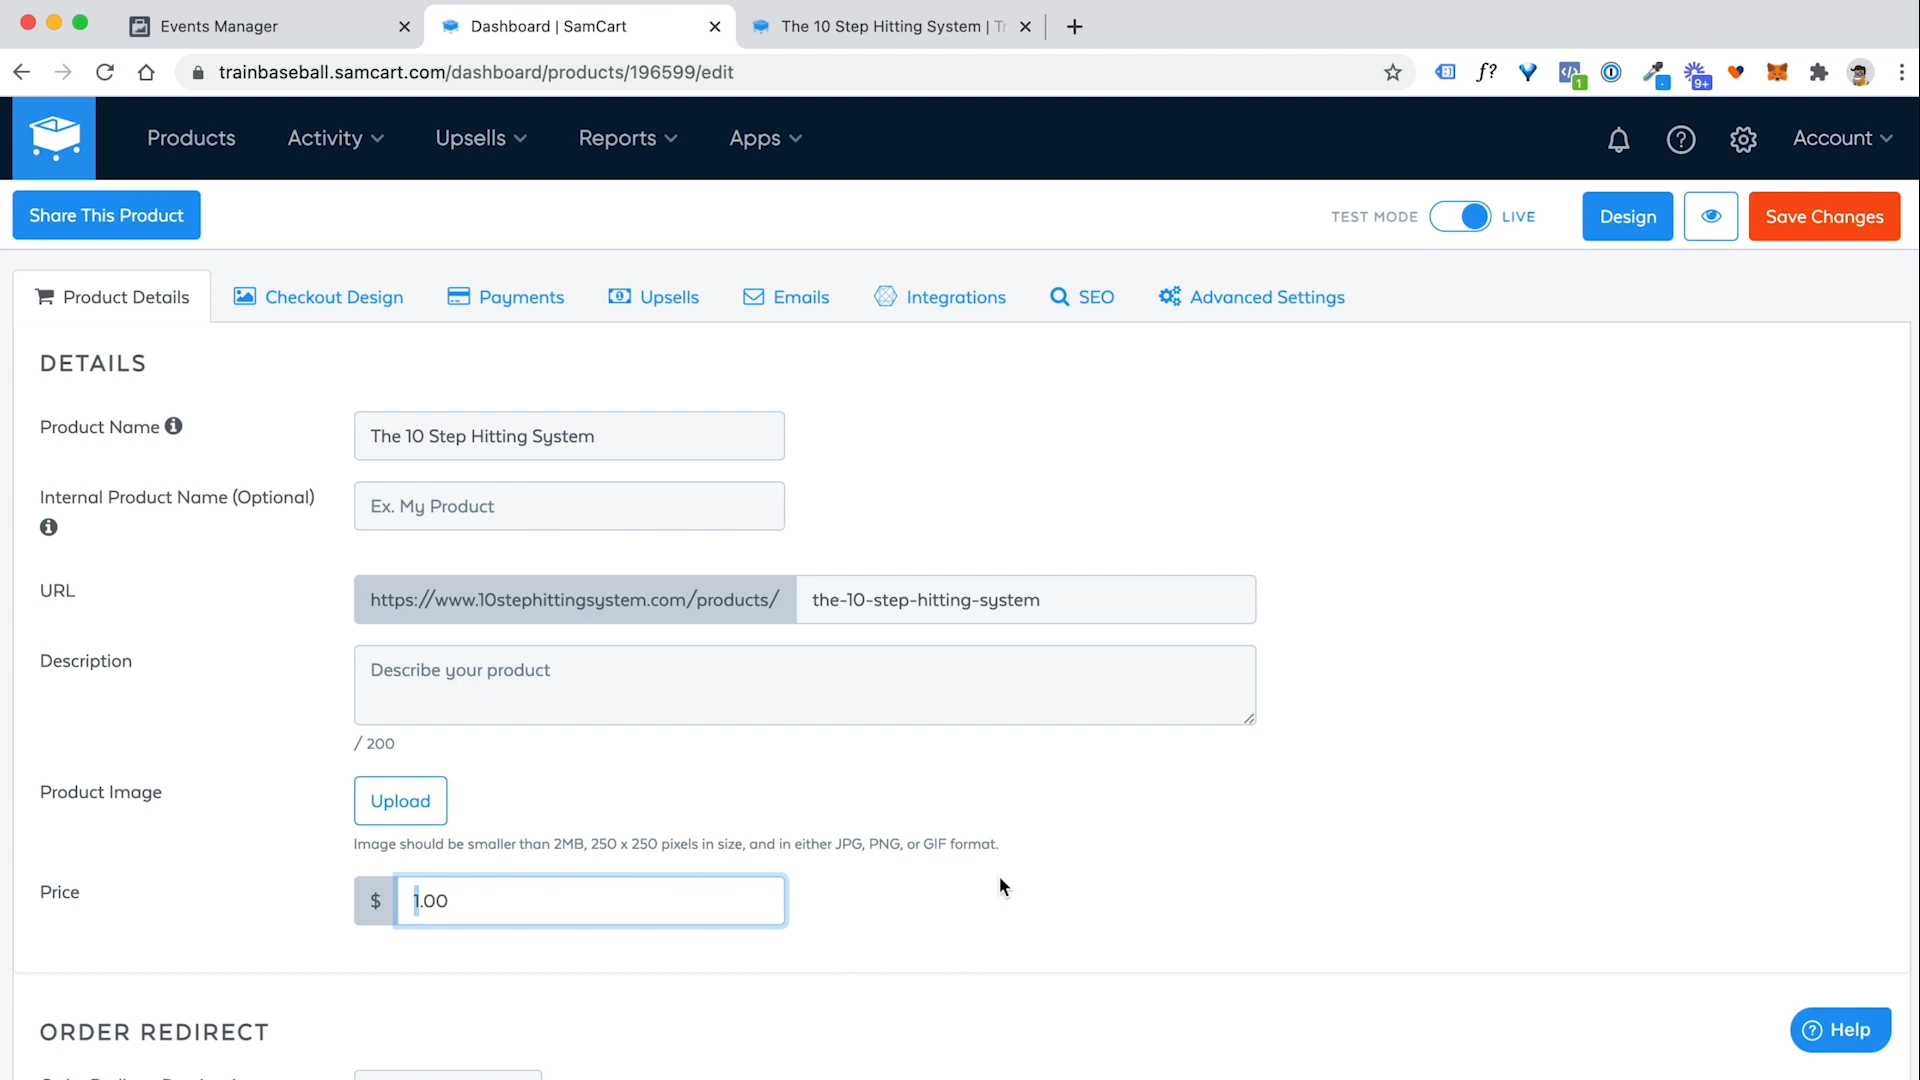 Events Manager
Dashboard | SamCart
The 10 Step Hitting System | Tr
trainbaseball.samcart.com/dashboard/products/196599/edit
f?
1
9+
Products
Activity
Upsells
Reports
Apps
Account
Share This Product
TEST MODE
LIVE
Design
Save Changes
Product Details
Checkout Design
Payments
Upsells
Emails
Integrations
SEO
Advanced Settings
DETAILS
Product Name
The 10 Step Hitting System
Internal Product Name (Optional)
Ex. My Product
URL
https://www.10stephittingsystem.com/products/
the-10-step-hitting-system
Description
Describe your product
/ 200
Product Image
Upload
Image should be smaller than 2MB, 250 x 250 pixels in size, and in either JPG, PNG, or GIF format.
Price
$
1.00
ORDER REDIRECT
Help